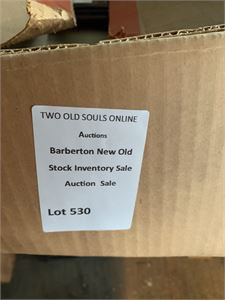 TWO OLD SOULS ONLINE
Auctions
Barberton New Old
Stock Inventory Sale
Auction Sale
Lot 530